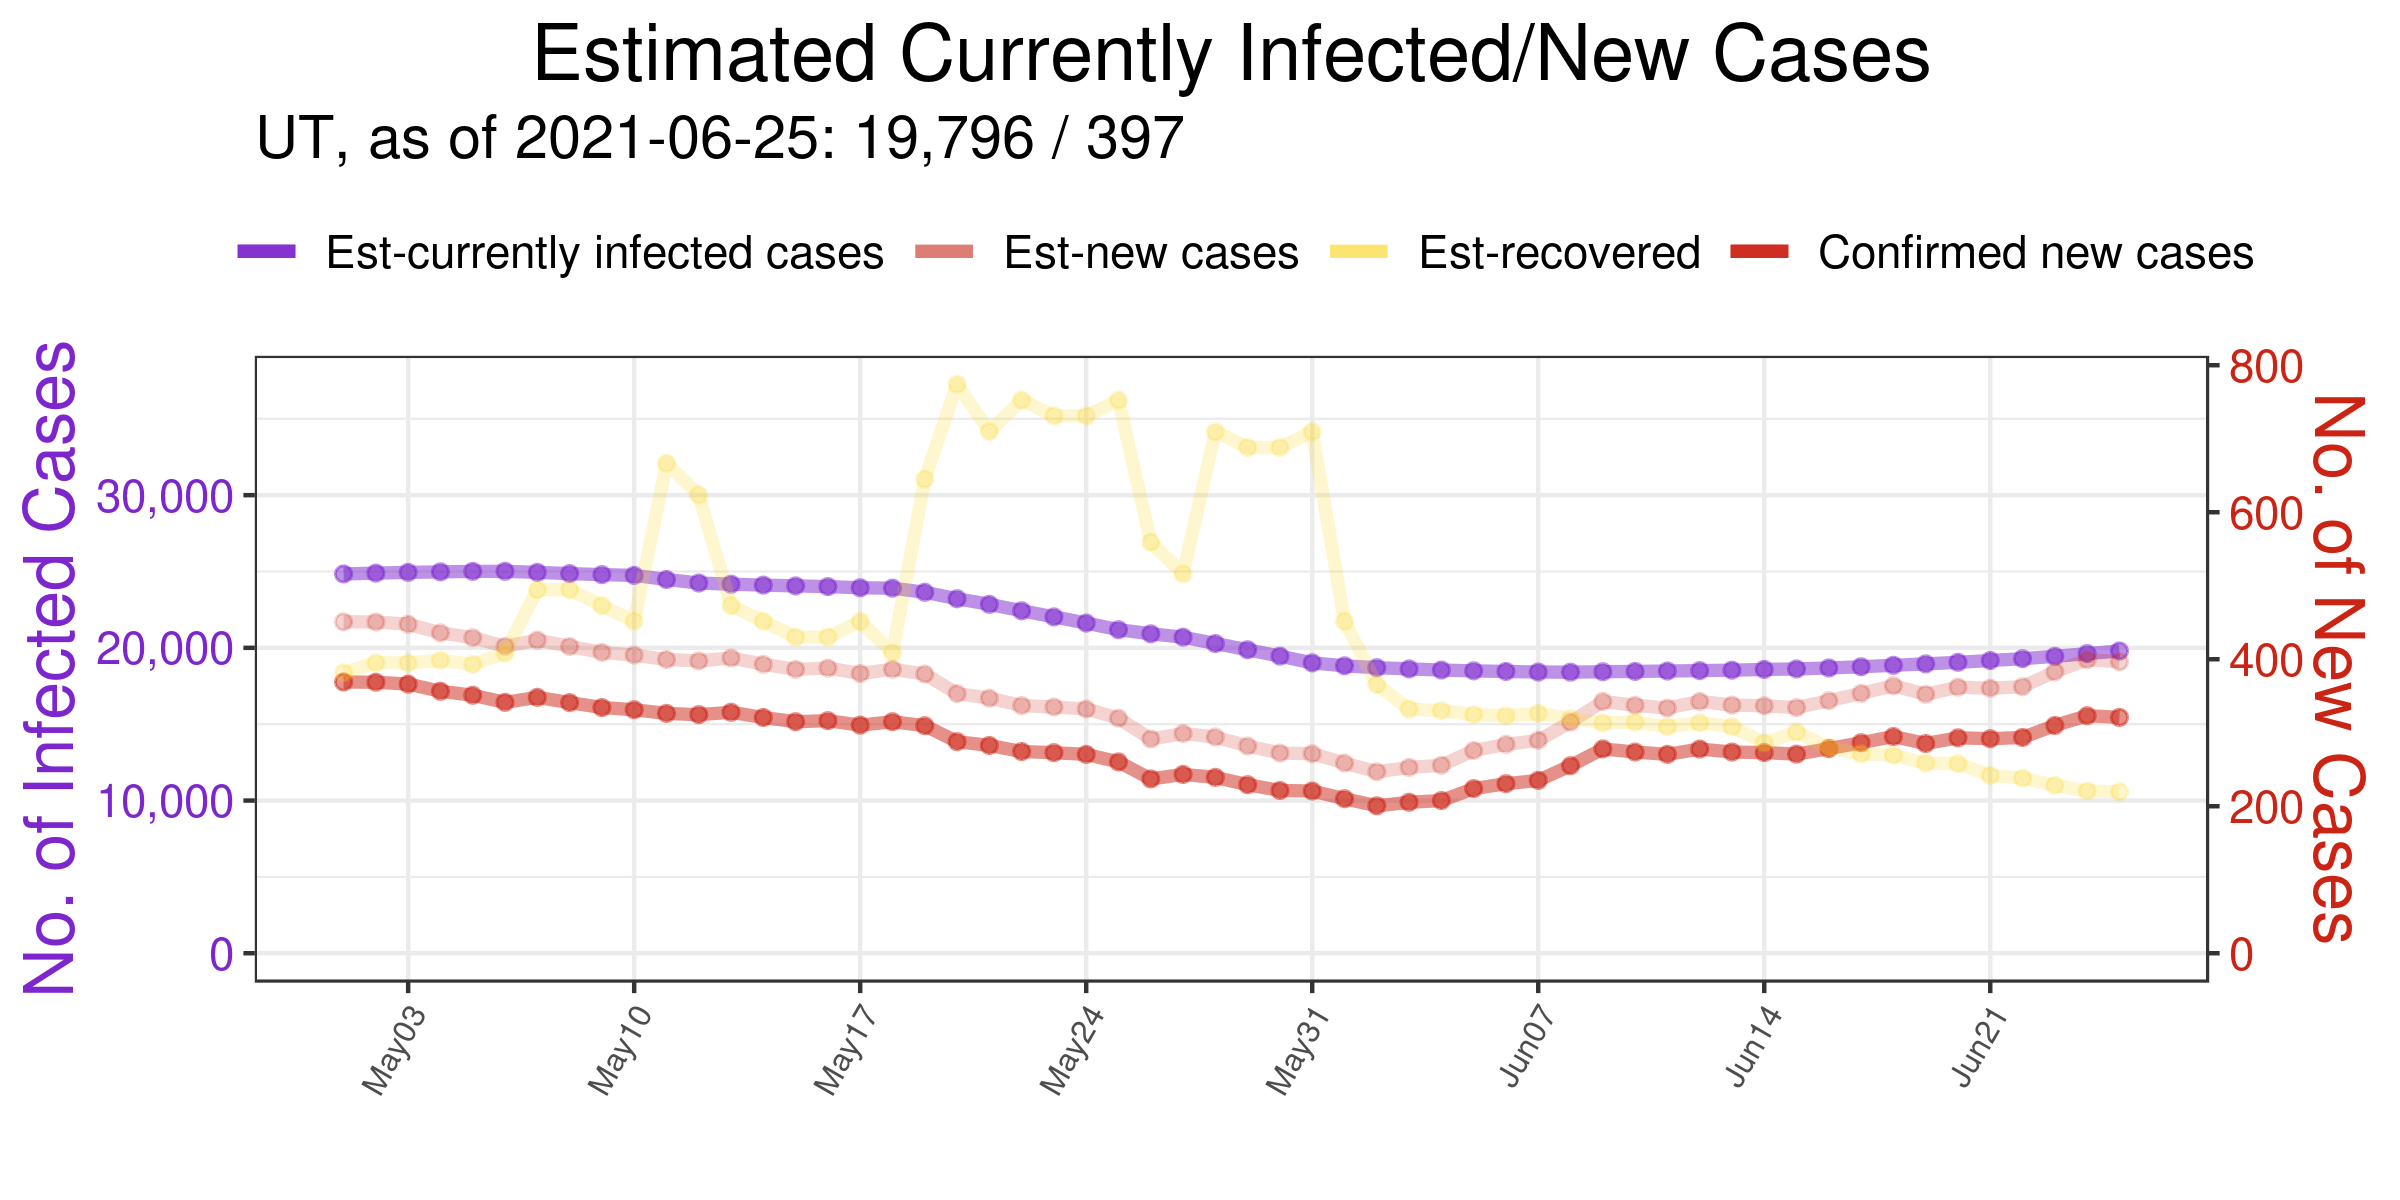 Estimated Currently Infected/New Cases
UT, as of 2021-06-25: 19,796 / 397
Est-currently infected cases Est-new cases Est-recovered Confirmed new cases
No. of Infected Cases
30,000
20,000
10,000
0
800
600
400
200
0
No. of New Cases
May03 May10 May17 May24 May31 Jun07 Jun14 Jun21